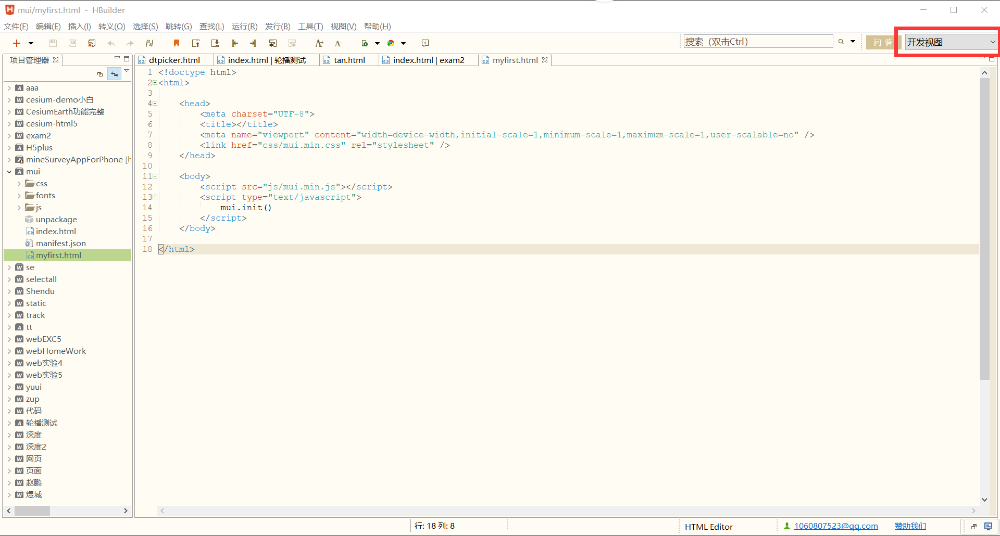 mui/myfirst.html - HBuilder
文件(F) 编辑(E) 插入(I) 转义(O) 选择(S) 跳转(G) 查找(L) 运行(R) 发行(B) 工具(T) 视图(V) 帮助(H)
搜索（双击Ctrl） 问 答 开发视图
项目管理器
dtpicker.html index.html | 轮播测试 tan.html index.html | exam2 myfirst.html
aaa
cesium-demo小白
CesiumEarth功能完整
cesium-html5
exam2
H5plus
mineSurveyAppForPhone [h
mui
css
fonts
js
unpackage
index.html
manifest.json
myfirst.html
se
selectall
Shendu
static
track
tt
webEXC5
webHomeWork
web实验4
web实验5
yuui
zup
代码
轮播测试
深度
深度2
网页
页面
赵鹏
煜城
1 <!doctype html>
2 <html>
3
4 <head>
5 <meta charset="UTF-8">
6 <title></title>
7 <meta name="viewport" content="width=device-width,initial-scale=1,minimum-scale=1,maximum-scale=1,user-scalable=no" />
8 <link href="css/mui.min.css" rel="stylesheet" />
9 </head>
10
11 <body>
12 <script src="js/mui.min.js"></script>
13 <script type="text/javascript">
14 mui.init()
15 </script>
16 </body>
17
18 </html>
行: 18 列: 8 HTML Editor 1060807523@qq.com 赞助我们